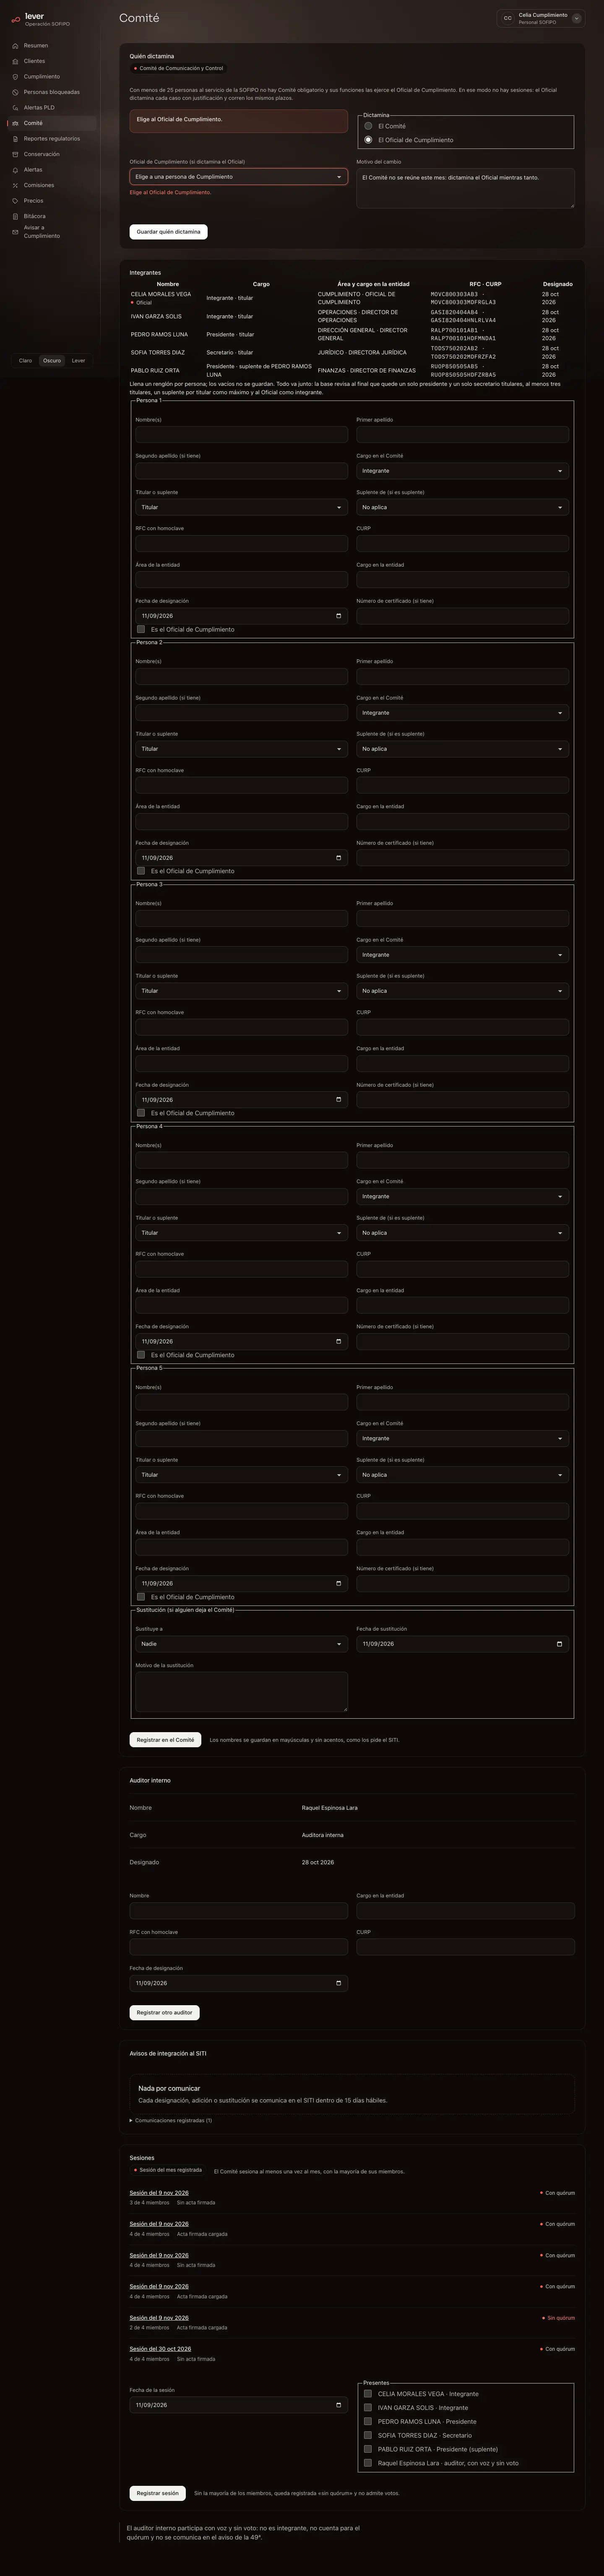 lever
Operación SOFIPO
Resumen
Clientes
Cumplimiento
Personas bloqueadas
Alertas PLD
Comité
Reportes regulatorios
Conservación
Alertas
Comisiones
Precios
Bitácora
Avisar a
Cumplimiento
Claro
Oscuro
Lever
Comité
CC
Celia Cumplimiento
Personal SOFIPO
Quién dictamina
Comité de Comunicación y Control
Con menos de 25 personas al servicio de la SOFIPO no hay Comité obligatorio y sus funciones las ejerce el Oficial de Cumplimiento. En ese modo no hay sesiones: el Oficial
dictamina cada caso con justificación y corren los mismos plazos.
Elige al Oficial de Cumplimiento.
Dictamina
El Comité
El Oficial de Cumplimiento
Oficial de Cumplimiento (si dictamina el Oficial)
Elige a una persona de Cumplimiento
Elige al Oficial de Cumplimiento.
Motivo del cambio
El Comité no se reúne este mes: dictamina el Oficial mientras tanto.
Guardar quién dictamina
Integrantes
Nombre Cargo Área y cargo en la entidad RFC · CURP Designado
CELIA MORALES VEGA
Oficial
Integrante · titular
CUMPLIMIENTO · OFICIAL DE
CUMPLIMIENTO
MOVC800303AB3 ·
MOVC800303MDFRGLA3
28 oct
2026
IVAN GARZA SOLIS
Integrante · titular
OPERACIONES · DIRECTOR DE
OPERACIONES
GASI820404AB4 ·
GASI820404HNLRLVA4
28 oct
2026
PEDRO RAMOS LUNA
Presidente · titular
DIRECCIÓN GENERAL · DIRECTOR
GENERAL
RALP700101AB1 ·
RALP700101HDFMND​A1
28 oct
2026
SOFIA TORRES DIAZ
Secretario · titular
JURÍDICO · DIRECTORA JURÍDICA
TODS750202AB2 ·
TODS750202MDFRZFA2
28 oct
2026
PABLO RUIZ ORTA
Presidente · suplente de PEDRO RAMOS
LUNA
FINANZAS · DIRECTOR DE FINANZAS
RUOP850505AB5 ·
RUOP850505HDFZRBA5
28 oct
2026
Llena un renglón por persona; los vacíos no se guardan. Todo va junto: la base revisa al final que quede un solo presidente y un solo secretario titulares, al menos tres
titulares, un suplente por titular como máximo y al Oficial como integrante.
Persona 1
Nombre(s)
Primer apellido
Segundo apellido (si tiene)
Cargo en el Comité
Integrante
Titular o suplente
Titular
Suplente de (si es suplente)
No aplica
RFC con homoclave
CURP
Área de la entidad
Cargo en la entidad
Fecha de designación
11/09/2026
Número de certificado (si tiene)
Es el Oficial de Cumplimiento
Persona 2
Nombre(s)
Primer apellido
Segundo apellido (si tiene)
Cargo en el Comité
Integrante
Titular o suplente
Titular
Suplente de (si es suplente)
No aplica
RFC con homoclave
CURP
Área de la entidad
Cargo en la entidad
Fecha de designación
11/09/2026
Número de certificado (si tiene)
Es el Oficial de Cumplimiento
Persona 3
Nombre(s)
Primer apellido
Segundo apellido (si tiene)
Cargo en el Comité
Integrante
Titular o suplente
Titular
Suplente de (si es suplente)
No aplica
RFC con homoclave
CURP
Área de la entidad
Cargo en la entidad
Fecha de designación
11/09/2026
Número de certificado (si tiene)
Es el Oficial de Cumplimiento
Persona 4
Nombre(s)
Primer apellido
Segundo apellido (si tiene)
Cargo en el Comité
Integrante
Titular o suplente
Titular
Suplente de (si es suplente)
No aplica
RFC con homoclave
CURP
Área de la entidad
Cargo en la entidad
Fecha de designación
11/09/2026
Número de certificado (si tiene)
Es el Oficial de Cumplimiento
Persona 5
Nombre(s)
Primer apellido
Segundo apellido (si tiene)
Cargo en el Comité
Integrante
Titular o suplente
Titular
Suplente de (si es suplente)
No aplica
RFC con homoclave
CURP
Área de la entidad
Cargo en la entidad
Fecha de designación
11/09/2026
Número de certificado (si tiene)
Es el Oficial de Cumplimiento
Sustitución (si alguien deja el Comité)
Sustituye a
Nadie
Fecha de sustitución
11/09/2026
Motivo de la sustitución
Registrar en el Comité
Los nombres se guardan en mayúsculas y sin acentos, como los pide el SITI.
Auditor interno
Nombre
Raquel Espinosa Lara
Cargo
Auditora interna
Designado
28 oct 2026
Nombre
Cargo en la entidad
RFC con homoclave
CURP
Fecha de designación
11/09/2026
Registrar otro auditor
Avisos de integración al SITI
Nada por comunicar
Cada designación, adición o sustitución se comunica en el SITI dentro de 15 días hábiles.
Comunicaciones registradas (1)
Sesiones
Sesión del mes registrada
El Comité sesiona al menos una vez al mes, con la mayoría de sus miembros.
Sesión del 9 nov 2026
Con quórum
3 de 4 miembros Sin acta firmada
Sesión del 9 nov 2026
Con quórum
4 de 4 miembros Acta firmada cargada
Sesión del 9 nov 2026
Con quórum
4 de 4 miembros Sin acta firmada
Sesión del 9 nov 2026
Con quórum
4 de 4 miembros Acta firmada cargada
Sesión del 9 nov 2026
Sin quórum
2 de 4 miembros Acta firmada cargada
Sesión del 30 oct 2026
Con quórum
4 de 4 miembros Sin acta firmada
Fecha de la sesión
11/09/2026
Presentes
CELIA MORALES VEGA · Integrante
IVAN GARZA SOLIS · Integrante
PEDRO RAMOS LUNA · Presidente
SOFIA TORRES DIAZ · Secretario
PABLO RUIZ ORTA · Presidente (suplente)
Raquel Espinosa Lara · auditor, con voz y sin voto
Registrar sesión
Sin la mayoría de los miembros, queda registrada «sin quórum» y no admite votos.
El auditor interno participa con voz y sin voto: no es integrante, no cuenta para el
quórum y no se comunica en el aviso de la 49ª.